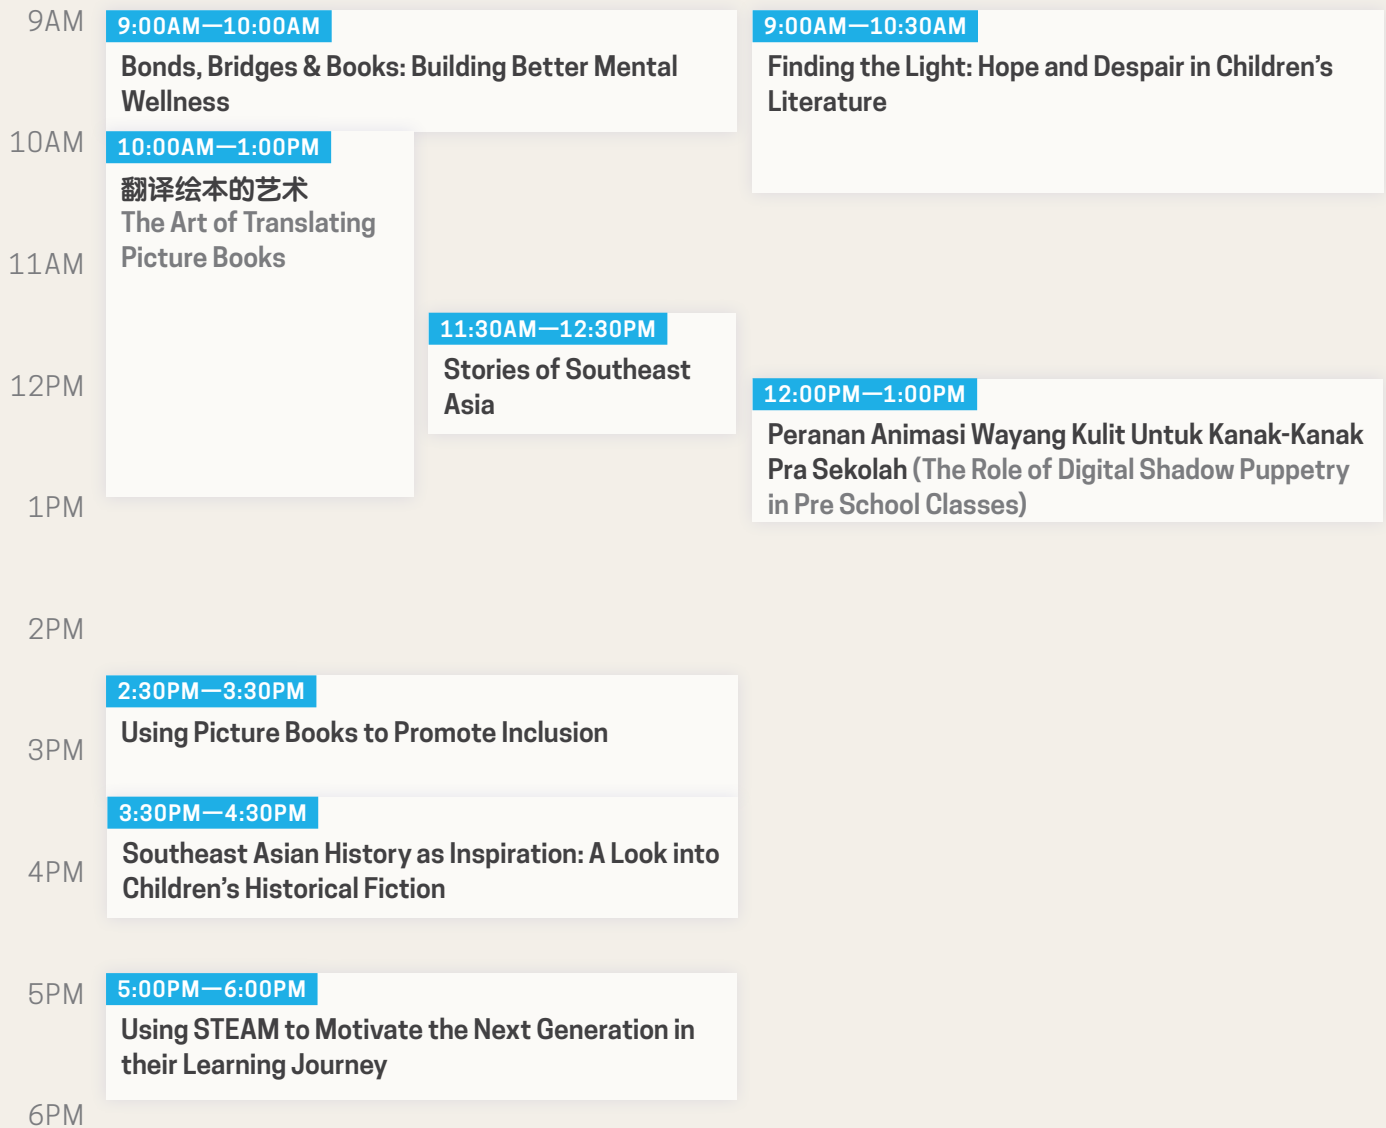 9AM
9:00AM—10:00AM
Bonds, Bridges & Books: Building Better Mental
Wellness
9:00AM—10:30AM
Finding the Light: Hope and Despair in Children’s
Literature
10AM
10:00AM—1:00PM
翻译绘本的艺术
The Art of Translating
Picture Books
11AM
11:30AM—12:30PM
Stories of Southeast
Asia
12PM
12:00PM—1:00PM
Peranan Animasi Wayang Kulit Untuk Kanak-Kanak
Pra Sekolah (The Role of Digital Shadow Puppetry
in Pre School Classes)
1PM
2PM
2:30PM—3:30PM
Using Picture Books to Promote Inclusion
3PM
3:30PM—4:30PM
Southeast Asian History as Inspiration: A Look into
Children’s Historical Fiction
4PM
5PM
5:00PM—6:00PM
Using STEAM to Motivate the Next Generation in
their Learning Journey
6PM